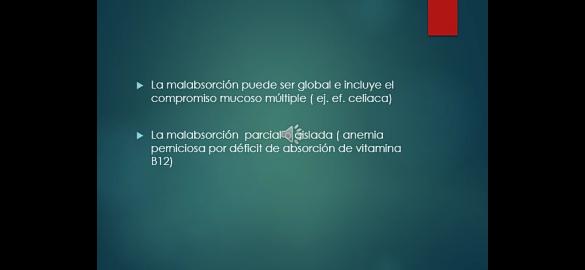 La malabsorción puede ser global e incluye el
compromiso mucoso múltiple ( ej. ef. celiaca)
La malabsorción parcial aislada ( anemia
perniciosa por déficit de absorción de vitamina
B12)